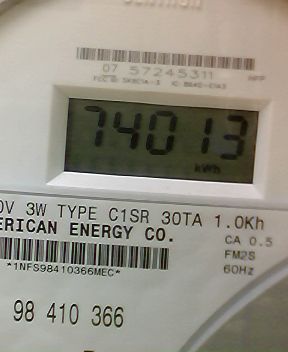 07 57245311
74013
kWh
0V 3W TYPE C1SR 30TA 1.0Kh
ERICAN ENERGY CO.
CA 0.5
FM2S
60Hz
*1NFS98410366MEC*
98 410 366